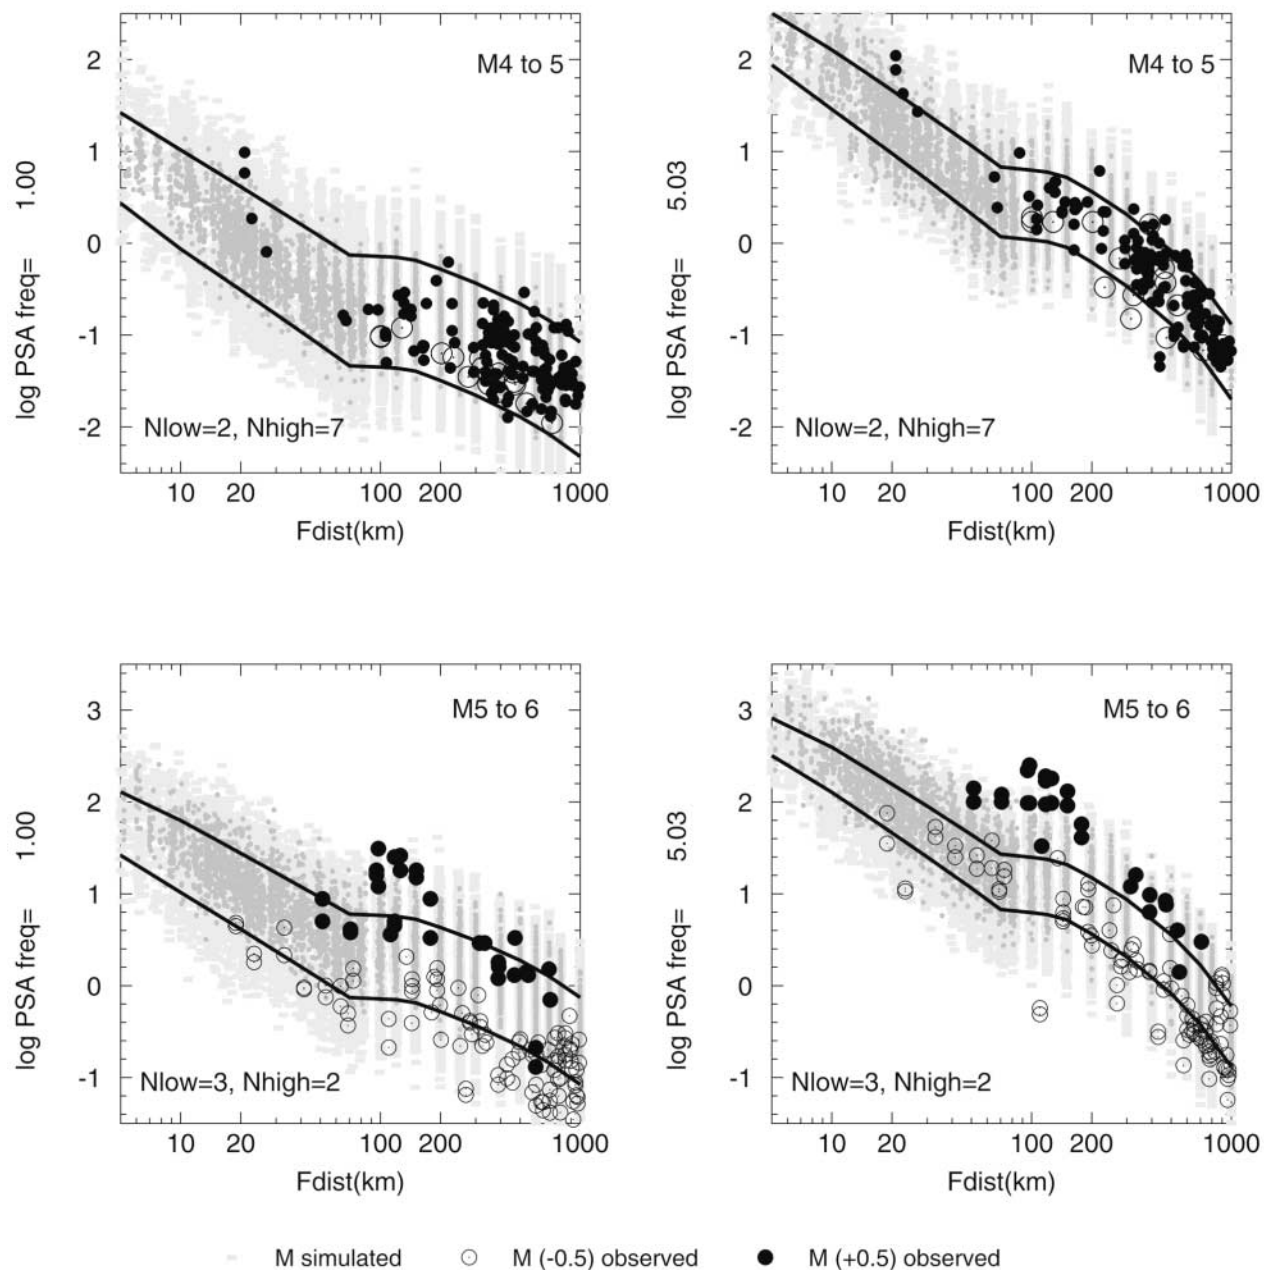 M4 to 5
log PSA freq= 1.00
2
1
0
-1
-2
Nlow=2, Nhigh=7
10 20 100 200 1000
Fdist(km)
M4 to 5
log PSA freq= 5.03
2
1
0
-1
-2
Nlow=2, Nhigh=7
10 20 100 200 1000
Fdist(km)
M5 to 6
log PSA freq= 1.00
3
2
1
0
-1
Nlow=3, Nhigh=2
10 20 100 200 1000
Fdist(km)
M5 to 6
log PSA freq= 5.03
3
2
1
0
-1
Nlow=3, Nhigh=2
10 20 100 200 1000
Fdist(km)
M simulated M (-0.5) observed M (+0.5) observed